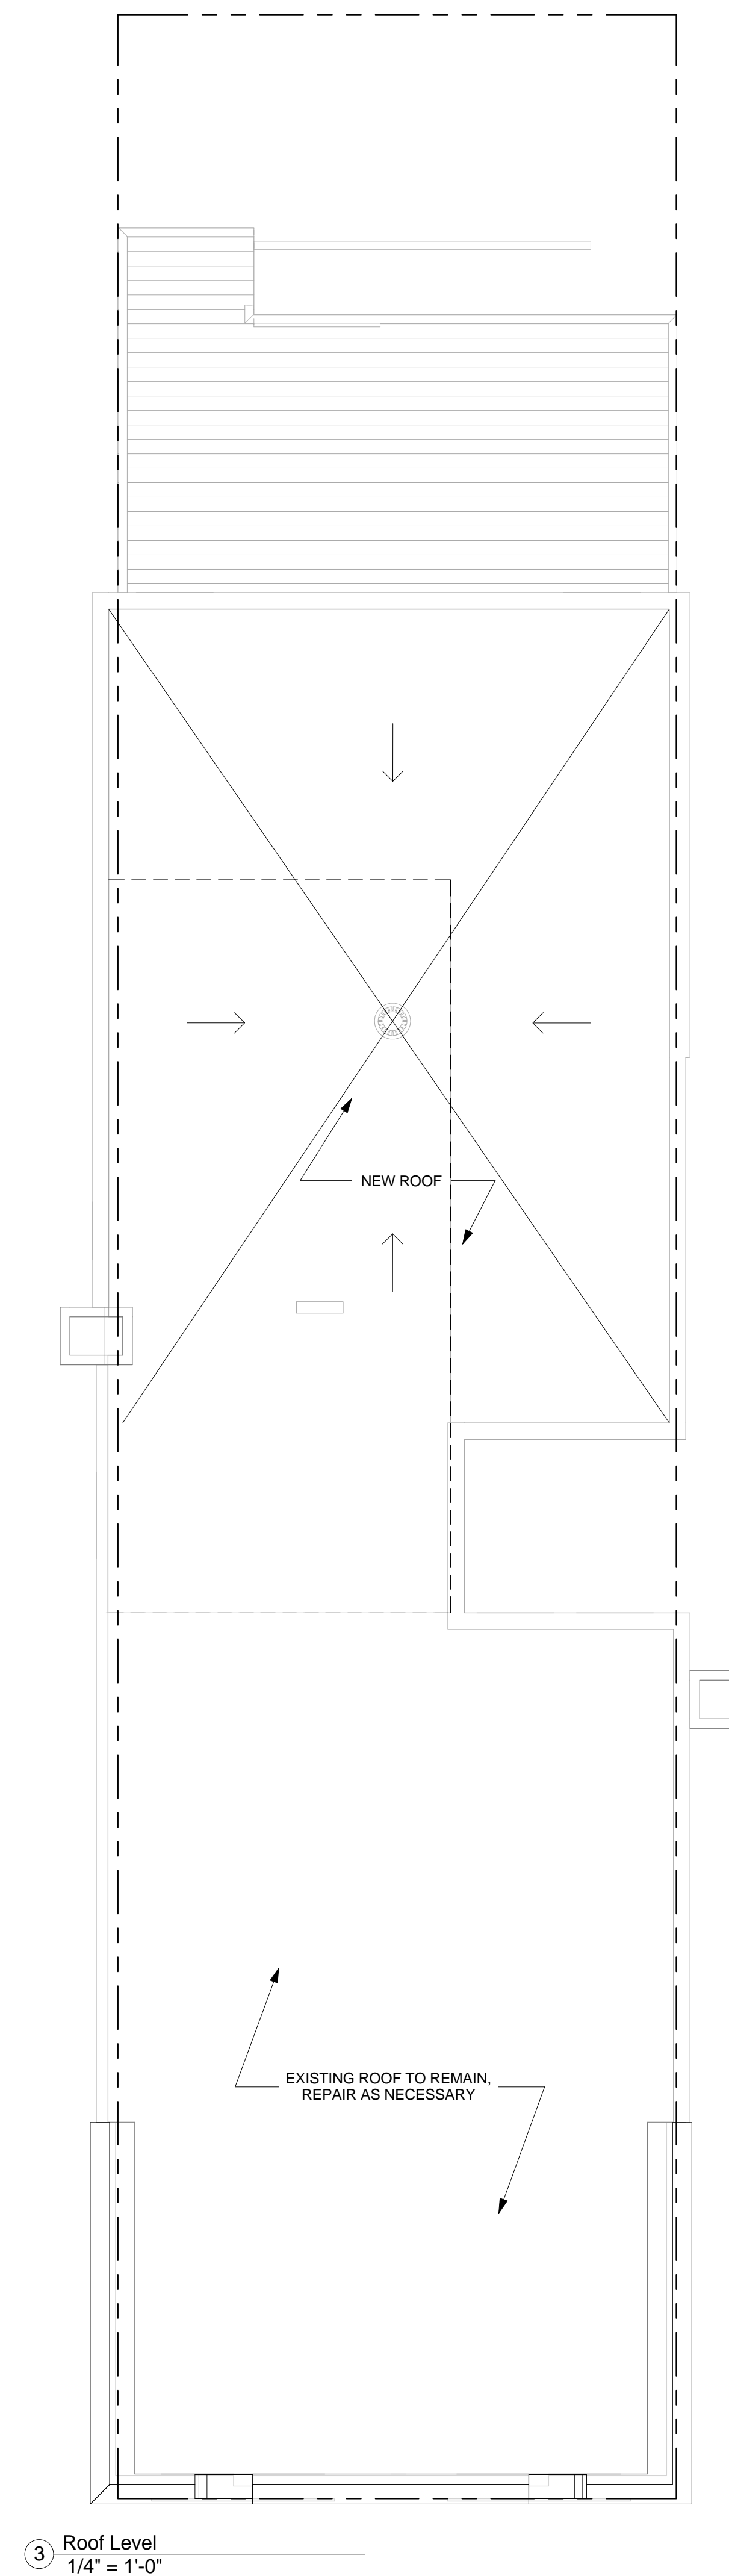 NEW ROOF
EXISTING ROOF TO REMAIN,
REPAIR AS NECESSARY
3
Roof Level
1/4" = 1'-0"